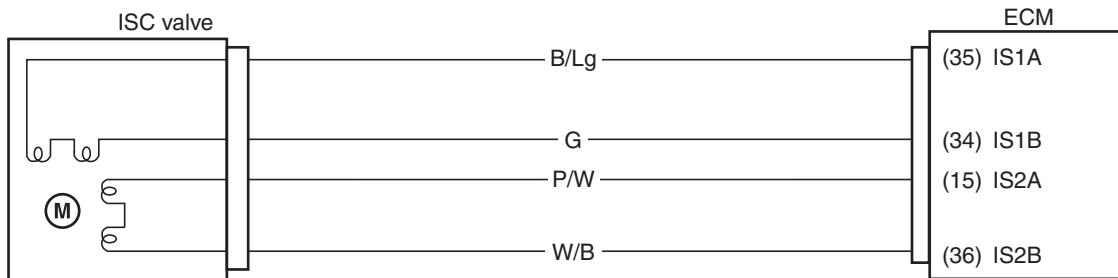 ISC valve
ECM
B/Lg
(35) IS1A
G
(34) IS1B
P/W
(15) IS2A
M
W/B
(36) IS2B